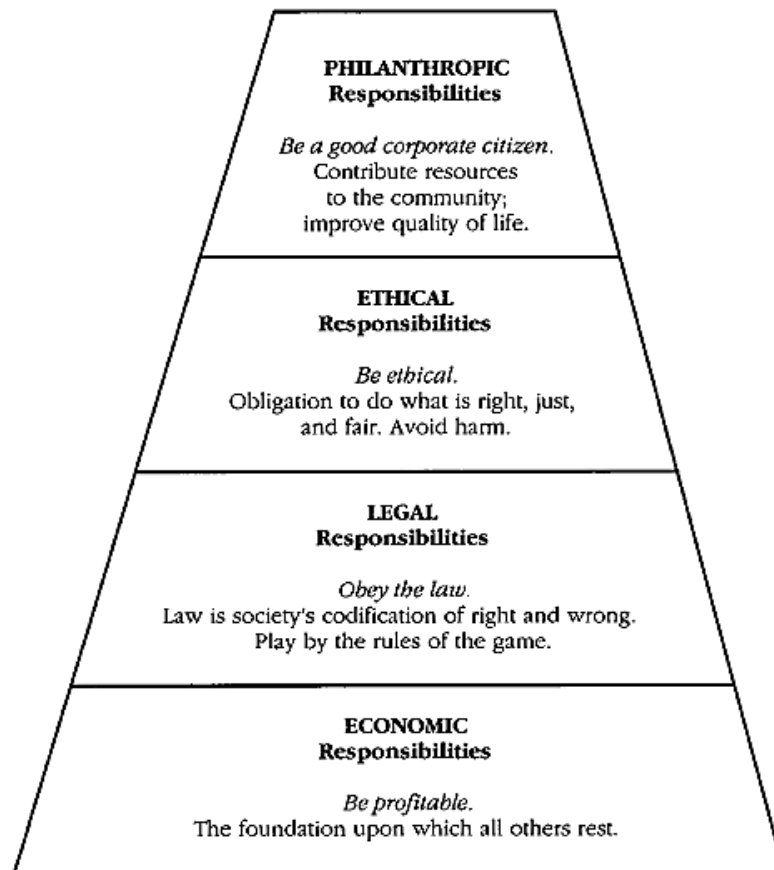 PHILANTHROPIC
Responsibilities
Be a good corporate citizen.
Contribute resources
to the community;
improve quality of life.
ETHICAL
Responsibilities
Be ethical.
Obligation to do what is right, just,
and fair. Avoid harm.
LEGAL
Responsibilities
Obey the law.
Law is society's codification of right and wrong.
Play by the rules of the game.
ECONOMIC
Responsibilities
Be profitable.
The foundation upon which all others rest.